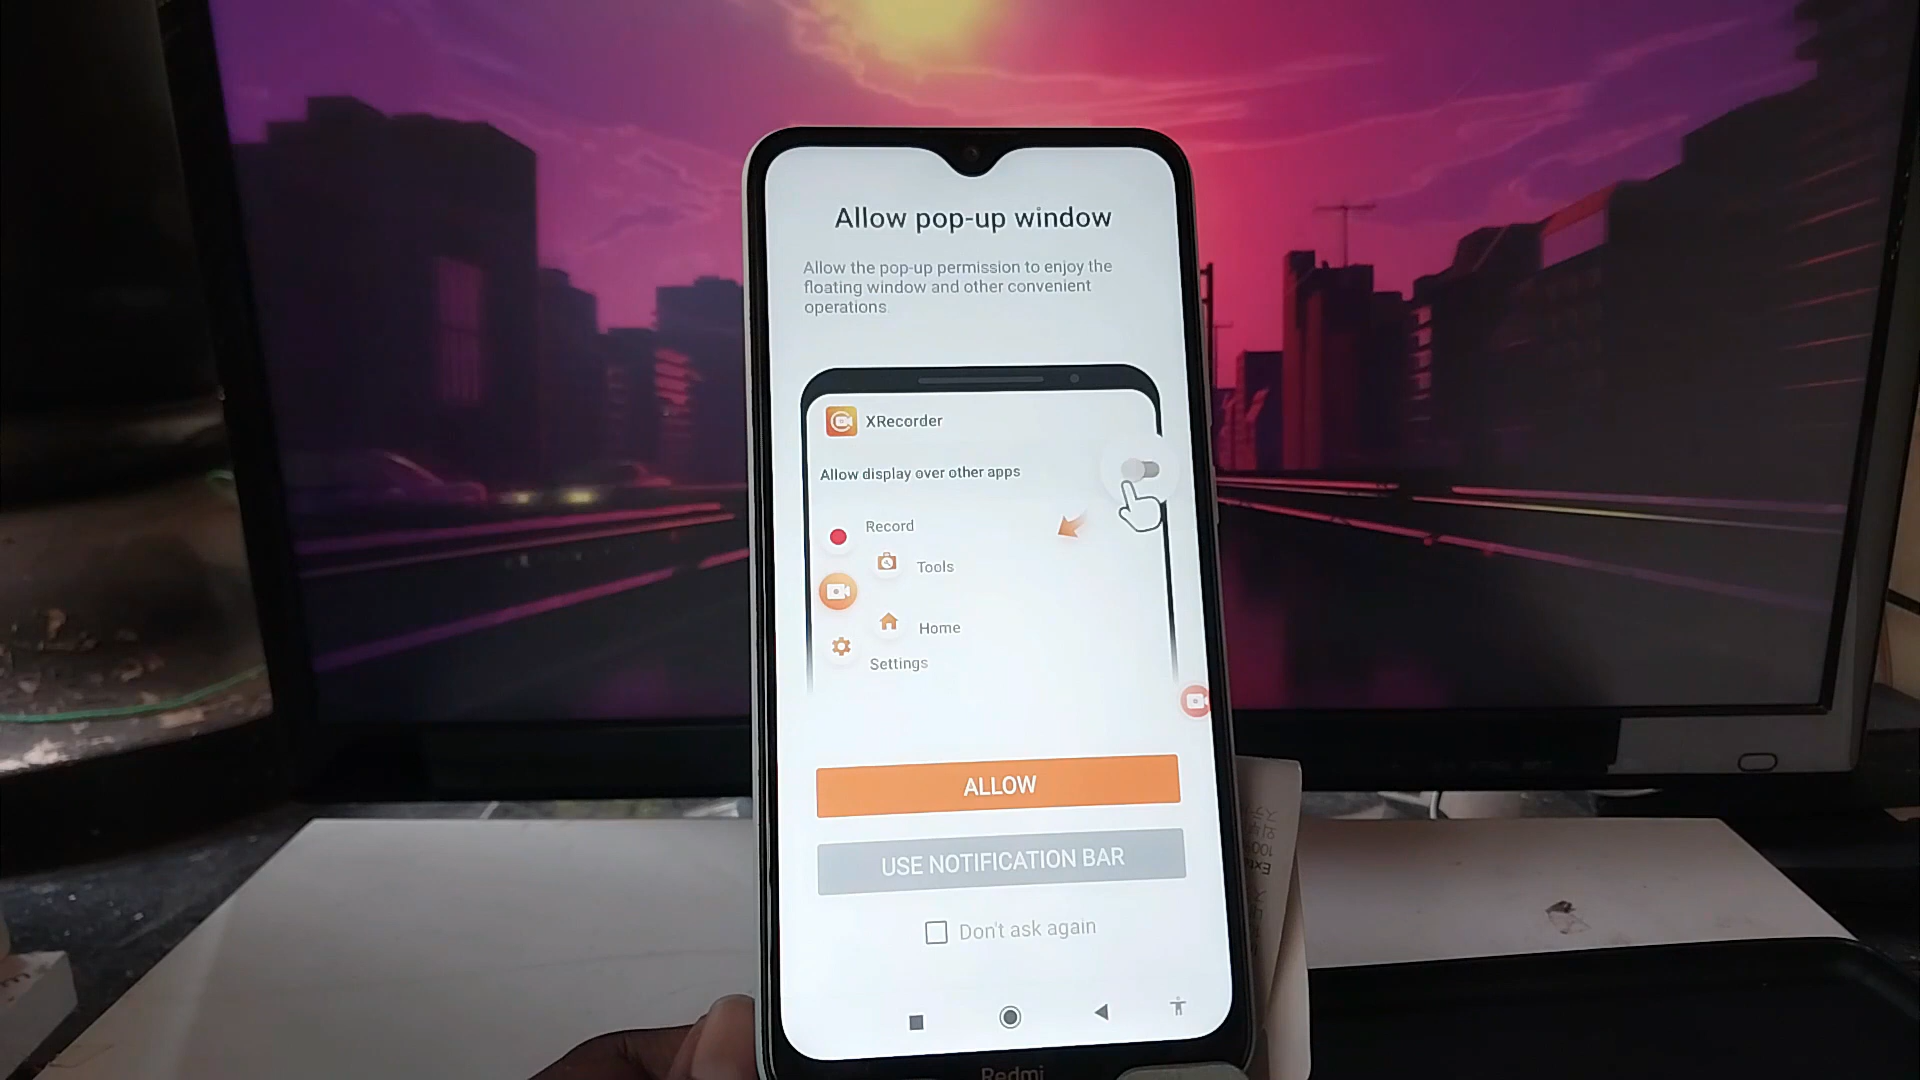 Allow pop-up window
Allow the pop-up permission to enjoy the
floating window and other convenient
operations
XRecorder
Allow display over other apps
Record
Tools
Home
Settings
ALLOW
USE NOTIFICATION BAR
Don't ask again
Redmi